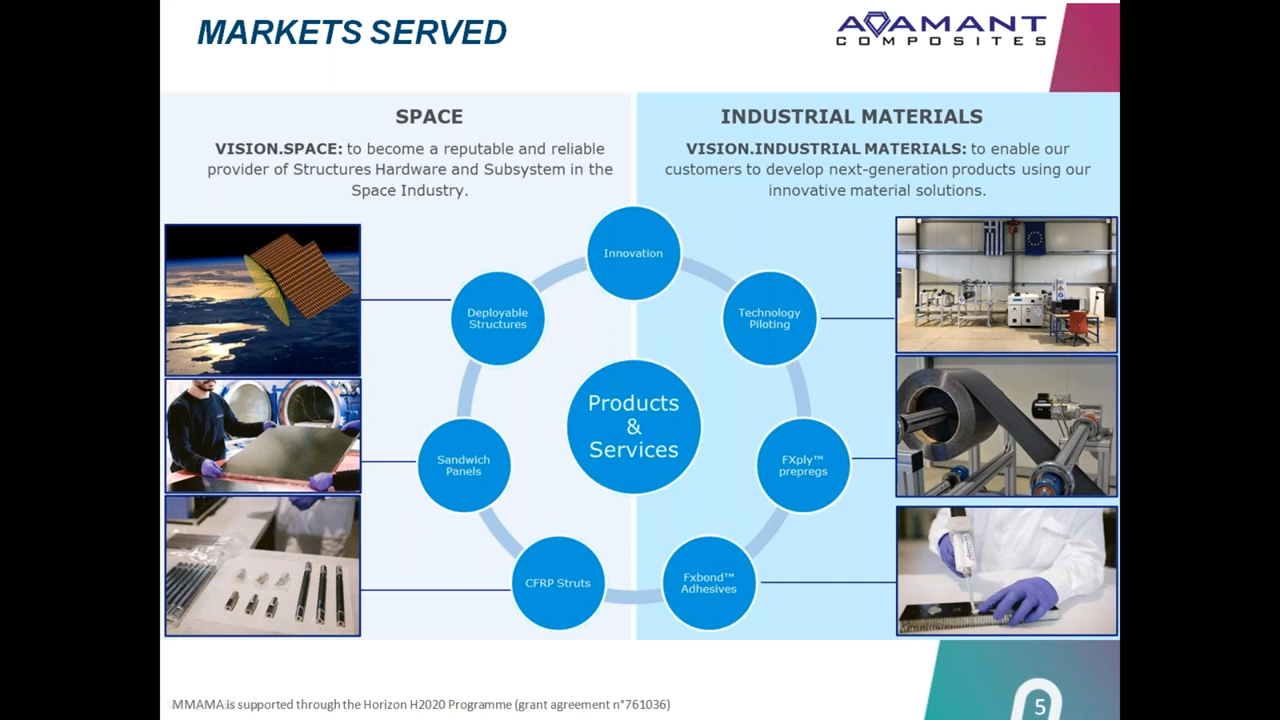 MARKETS SERVED
ADAMANT
COMPOSITES
SPACE
VISION.SPACE: to become a reputable and reliable
provider of Structures Hardware and Subsystem in the
Space Industry.
INDUSTRIAL MATERIALS
VISION.INDUSTRIAL MATERIALS: to enable our
customers to develop next-generation products using our
innovative material solutions.
Innovation
Deployable
Structures
Technology
Piloting
Products
&
Services
Sandwich
Panels
FXply™
prepregs
CFRP Struts
Fxbond™
Adhesives
MMAMA is supported through the Horizon H2020 Programme (grant agreement n°761036)
5